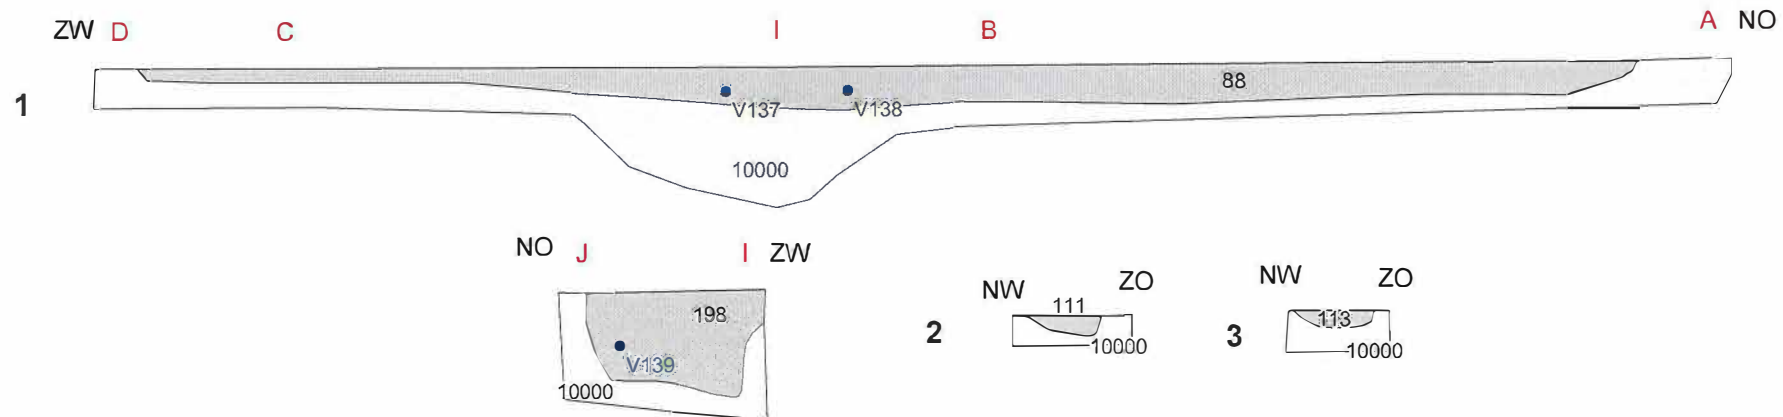 ZW D C I B A NO
1
88
V137 V138
10000
NO J I ZW
198
V139
10000
NW ZO
111
2
10000
NW ZO
113
3
10000